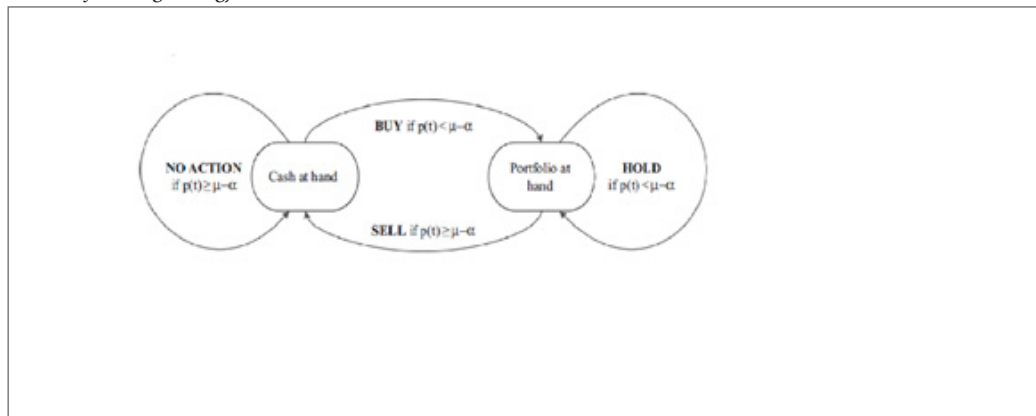 BUY if p(t) < μ−α
NO ACTION
if p(t) ≥ μ−α
Cash at hand
Portfolio at
hand
HOLD
if p(t) < μ−α
SELL if p(t) ≥ μ−α